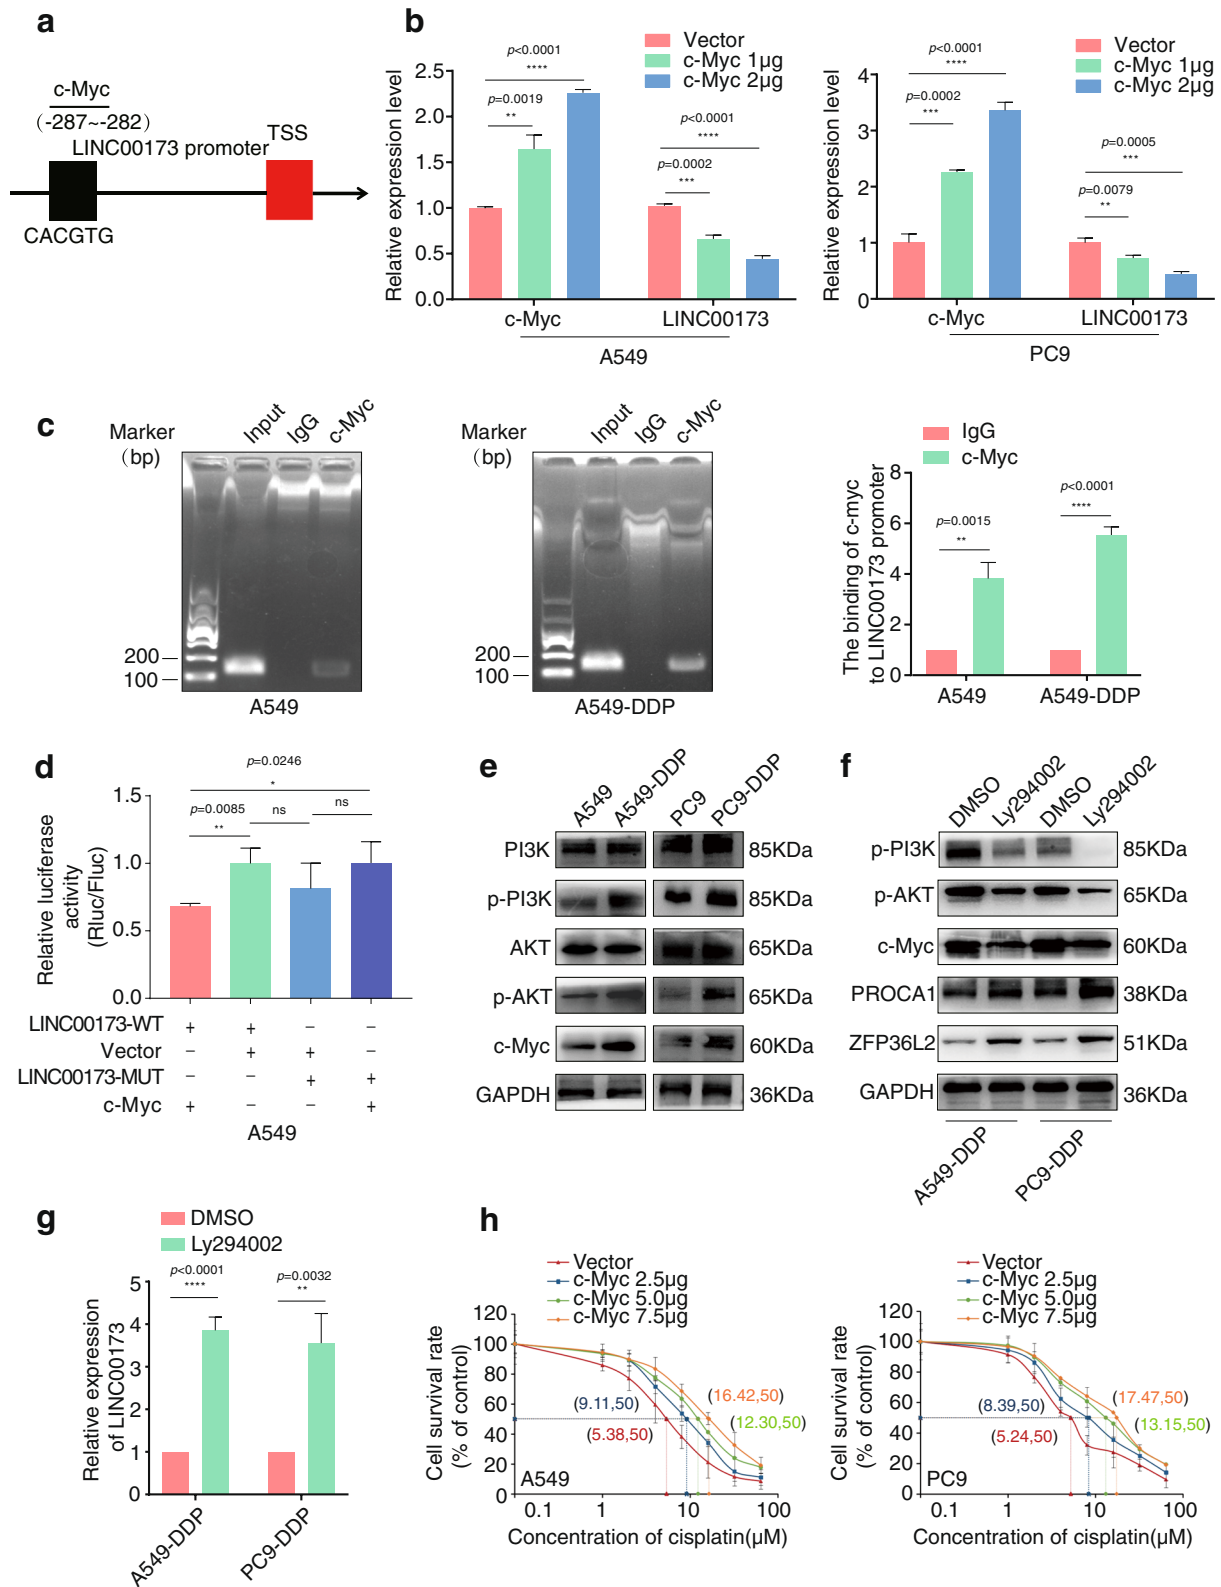 a
c-Myc
(-287~-282)
LINC00173 promoter
TSS
CACGTG
b
Vector
c-Myc 1μg
c-Myc 2μg
Relative expression level
2.5
2.0
1.5
1.0
0.5
0.0
p<0.0001
****
p=0.0019
**
p<0.0001
****
p=0.0002
***
c-Myc
LINC00173
A549
Vector
c-Myc 1μg
c-Myc 2μg
Relative expression level
4
3
2
1
0
p<0.0001
****
p=0.0002
***
p=0.0005
***
p=0.0079
**
c-Myc
LINC00173
PC9
c
Marker
(bp)
Input
IgG
c-Myc
200
100
A549
Marker
(bp)
Input
IgG
c-Myc
200
100
A549-DDP
IgG
c-Myc
The binding of c-myc
to LINC00173 promoter
8
6
4
2
0
p=0.0015
**
p<0.0001
****
A549
A549-DDP
d
p=0.0246
*
p=0.0085
**
ns
ns
Relative luciferase
activity
(Rluc/Fluc)
1.5
1.0
0.5
0.0
LINC00173-WT + + – –
Vector – + + –
LINC00173-MUT – – + +
c-Myc + – – +
A549
e
A549
A549-DDP
PC9
PC9-DDP
PI3K 85KDa
p-PI3K 85KDa
AKT 65KDa
p-AKT 65KDa
c-Myc 60KDa
GAPDH 36KDa
f
DMSO
Ly294002
DMSO
Ly294002
p-PI3K 85KDa
p-AKT 65KDa
c-Myc 60KDa
PROCA1 38KDa
ZFP36L2 51KDa
GAPDH 36KDa
A549-DDP
PC9-DDP
g
DMSO
Ly294002
Relative expression
of LINC00173
5
4
3
2
1
0
p<0.0001
****
p=0.0032
**
A549-DDP
PC9-DDP
h
Vector
c-Myc 2.5μg
c-Myc 5.0μg
c-Myc 7.5μg
Cell survival rate
(% of control)
120
100
80
60
40
20
0
(9.11,50)
(5.38,50)
(16.42,50)
(12.30,50)
A549
0.1
1
10
100
Concentration of cisplatin(μM)
Vector
c-Myc 2.5μg
c-Myc 5.0μg
c-Myc 7.5μg
Cell survival rate
(% of control)
120
100
80
60
40
20
0
(8.39,50)
(5.24,50)
(17.47,50)
(13.15,50)
PC9
0.1
1
10
100
Concentration of cisplatin(μM)